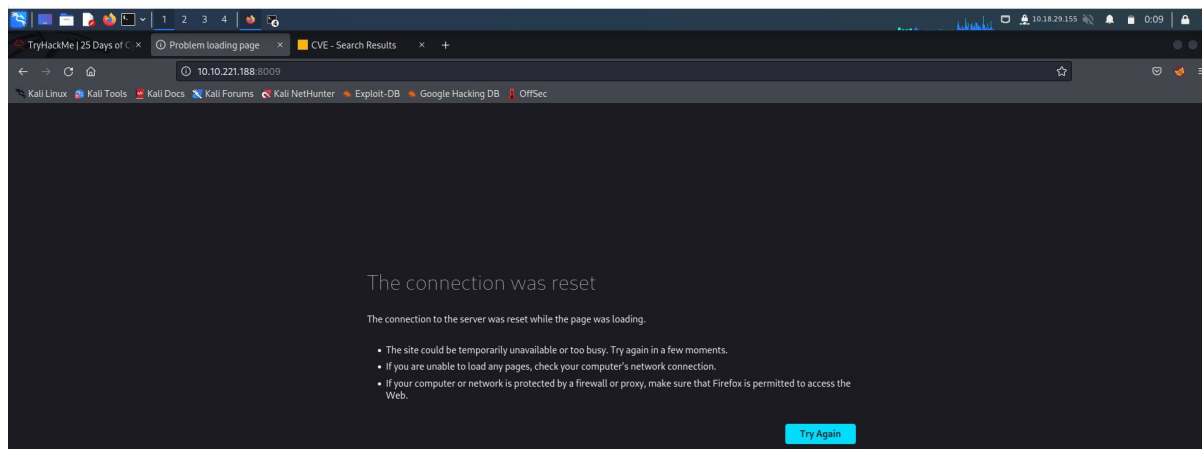 1 2 3 4 10.18.29.155 0:09
TryHackMe | 25 Days of C Problem loading page CVE - Search Results
10.10.221.188:8009
Kali Linux Kali Tools Kali Docs Kali Forums Kali NetHunter Exploit-DB Google Hacking DB OffSec
The connection was reset
The connection to the server was reset while the page was loading.
• The site could be temporarily unavailable or too busy. Try again in a few moments.
• If you are unable to load any pages, check your computer's network connection.
• If your computer or network is protected by a firewall or proxy, make sure that Firefox is permitted to access the
Web.
Try Again